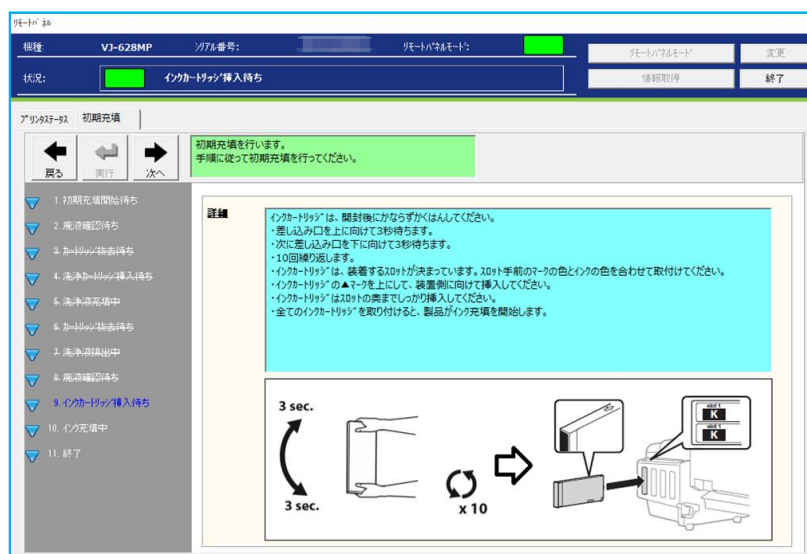 ﾘﾓｰﾄﾊﾟﾈﾙ
機種:
VJ-628MP
ｼﾘｱﾙ番号:
ﾘﾓｰﾄﾊﾟﾈﾙﾓｰﾄﾞ:
ﾘﾓｰﾄﾊﾟﾈﾙﾓｰﾄﾞ
変更
状況:
ｲﾝｸｶｰﾄﾘｯｼﾞ挿入待ち
情報取得
終了
ﾌﾟﾘﾝﾀｽﾃｰﾀｽ
初期充填
戻る
実行
次へ
初期充填を行います。
手順に従って初期充填を行ってください。
1. 初期充填開始待ち
2. 廃液確認待ち
3. ｶｰﾄﾘｯｼﾞ抜去待ち
4. 洗浄ｶｰﾄﾘｯｼﾞ挿入待ち
5. 洗浄液充填中
6. ｶｰﾄﾘｯｼﾞ抜去待ち
7. 洗浄液排出中
8. 廃液確認待ち
9. ｲﾝｸｶｰﾄﾘｯｼﾞ挿入待ち
10. ｲﾝｸ充填中
11. 終了
詳細
ｲﾝｸｶｰﾄﾘｯｼﾞは、開封後にかならずかくはんしてください。
・差し込み口を上に向けて3秒待ちます。
・次に差し込み口を下に向けて3秒待ちます。
・10回繰り返します。
・ｲﾝｸｶｰﾄﾘｯｼﾞは、装着するｽﾛｯﾄが決まっています。ｽﾛｯﾄ手前のﾏｰｸの色とｲﾝｸの色を合わせて取付けてください。
・ｲﾝｸｶｰﾄﾘｯｼﾞの▲ﾏｰｸを上にして、装置側に向けて挿入してください。
・ｲﾝｸｶｰﾄﾘｯｼﾞはｽﾛｯﾄの奥までしっかり挿入してください。
・全てのｲﾝｸｶｰﾄﾘｯｼﾞを取り付けると、製品がｲﾝｸ充填を開始します。
3 sec.
3 sec.
x 10
slot 1
K
slot 1
K